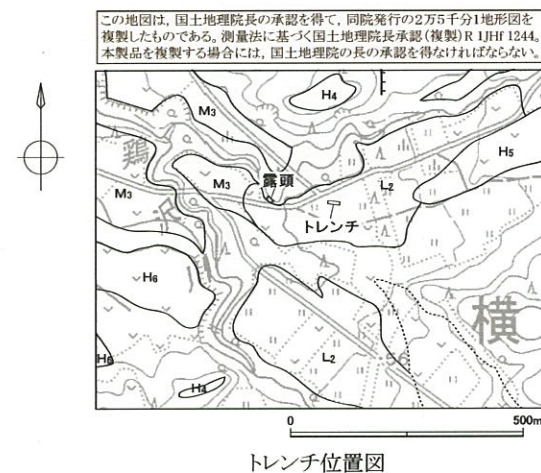 この地図は，国土地理院長の承認を得て，同院発行の2万5千分1地形図を
複製したものである。測量法に基づく国土地理院長承認(複製)R 1JHf 1244。
本製品を複製する場合には，国土地理院の長の承認を得なければならない。
H4
M3
鶏
M3
露頭
H5
L2
M3
トレンチ
沢
川
H6
横
L2
56
H6
H4
0 500m
トレンチ位置図